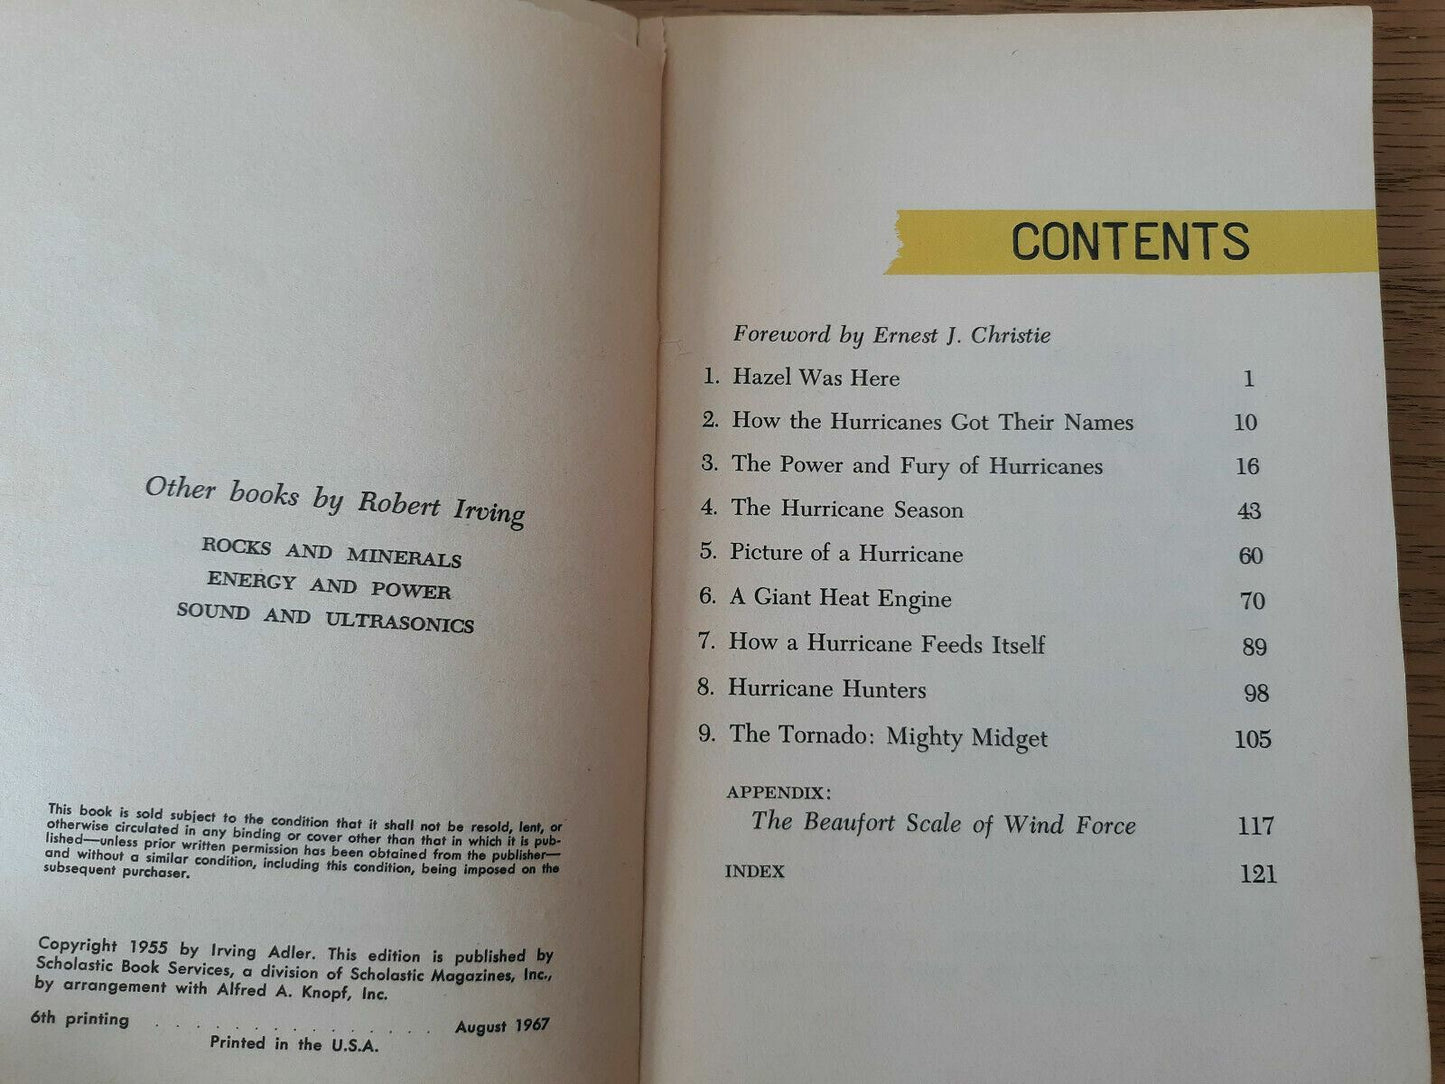 Other books by Robert Irving
ROCKS AND MINERALS
ENERGY AND POWER
SOUND AND ULTRASONICS
This book is sold subject to the condition that it shall not be resold, lent, or
otherwise circulated in any binding or cover other than that in which it is pub-
lished—unless prior written permission has been obtained from the publisher—
and without a similar condition, including this condition, being imposed on the
subsequent purchaser.
Copyright 1955 by Irving Adler. This edition is published by
Scholastic Book Services, a division of Scholastic Magazines, Inc.,
by arrangement with Alfred A. Knopf, Inc.
6th printing . . . . . . . . . . . . . . August 1967
Printed in the U.S.A.
CONTENTS
Foreword by Ernest J. Christie
1. Hazel Was Here 1
2. How the Hurricanes Got Their Names 10
3. The Power and Fury of Hurricanes 16
4. The Hurricane Season 43
5. Picture of a Hurricane 60
6. A Giant Heat Engine 70
7. How a Hurricane Feeds Itself 89
8. Hurricane Hunters 98
9. The Tornado: Mighty Midget 105
APPENDIX:
The Beaufort Scale of Wind Force 117
INDEX 121